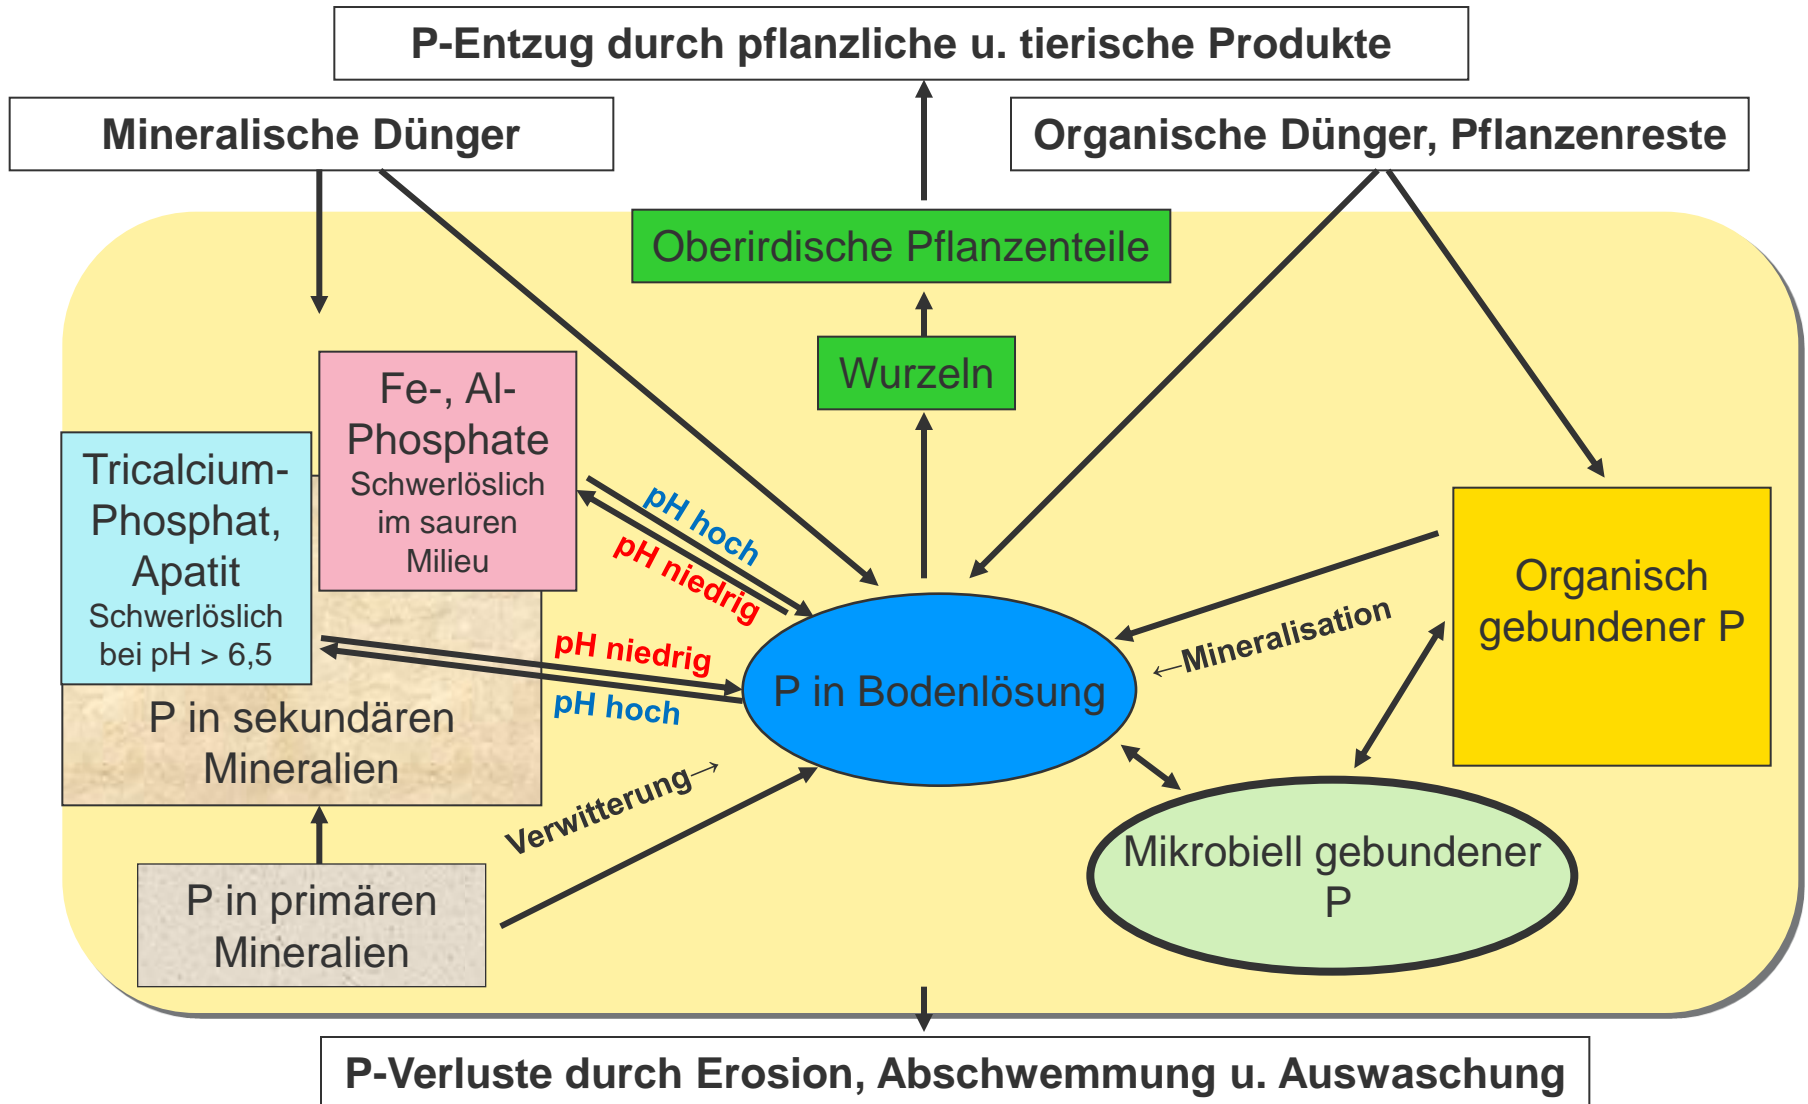 P-Entzug durch pflanzliche u. tierische Produkte
Mineralische Dünger
Organische Dünger, Pflanzenreste
Oberirdische Pflanzenteile
Wurzeln
Fe-, Al-
Phosphate
Schwerlöslich
im sauren
Milieu
Tricalcium-
Phosphat,
Apatit
Schwerlöslich
bei pH > 6,5
P in sekundären
Mineralien
pH hoch
pH niedrig
pH niedrig
pH hoch
P in Bodenlösung
←Mineralisation
Organisch
gebundener P
Verwitterung→
Mikrobiell gebundener
P
P in primären
Mineralien
P-Verluste durch Erosion, Abschwemmung u. Auswaschung